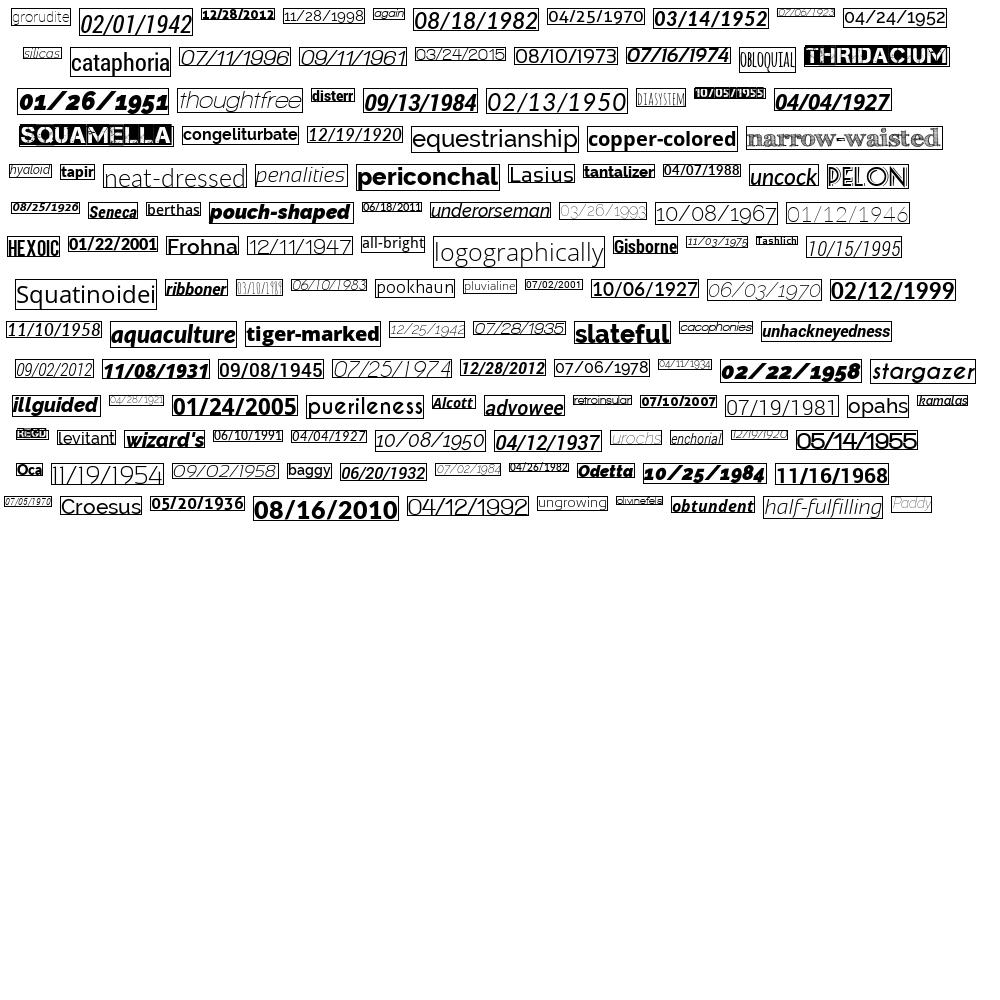 grorudite 02/01/1942 12/28/2012 11/28/1998 again 08/18/1982 04/25/1970 03/14/1952 07/06/1923 04/24/1952
silicas cataphoria 07/11/1996 09/11/1961 03/24/2015 08/10/1973 07/16/1974 OBLOQUIAL THRIDACIUM
01/26/1951 thoughtfree disterr 09/13/1984 02/13/1950 DIASYSTEM 10/05/1955 04/04/1927
SQUAMELLA congeliturbate 12/19/1920 equestrianship copper-colored narrow-waisted
hyaloid tapir neat-dressed penalities periconchal Lasius tantalizer 04/07/1988 uncock PELON
08/25/1926 Seneca berthas pouch-shaped 06/18/2011 underorseman 03/26/1993 10/08/1967 01/12/1946
HEXOIC 01/22/2001 Frohna 12/11/1947 all-bright logographically Gisborne 11/03/1975 Tashlich 10/15/1995
Squatinoidei ribboner 03/10/1989 06/10/1983 pookhaun pluvialine 07/02/2001 10/06/1927 06/03/1970 02/12/1999
11/10/1958 aquaculture tiger-marked 12/25/1942 07/28/1935 slateful cacophonies unhackneyedness
09/02/2012 11/08/1931 09/08/1945 07/25/1974 12/28/2012 07/06/1978 04/11/1934 02/22/1958 stargazer
illguided 04/28/1921 01/24/2005 puerileness Alcott advowee retroinsular 07/10/2007 07/19/1981 opahs kamalas
REGD levitant wizard's 06/10/1991 04/04/1927 10/08/1950 04/12/1937 urochs enchorial 12/19/1920 05/14/1955
Oca 11/19/1954 09/02/1958 baggy 06/20/1932 07/02/1984 04/26/1982 Odetta 10/25/1984 11/16/1968
07/05/1970 Croesus 05/20/1936 08/16/2010 04/12/1992 ungrowing olivinefels obtundent half-fulfilling Paddy